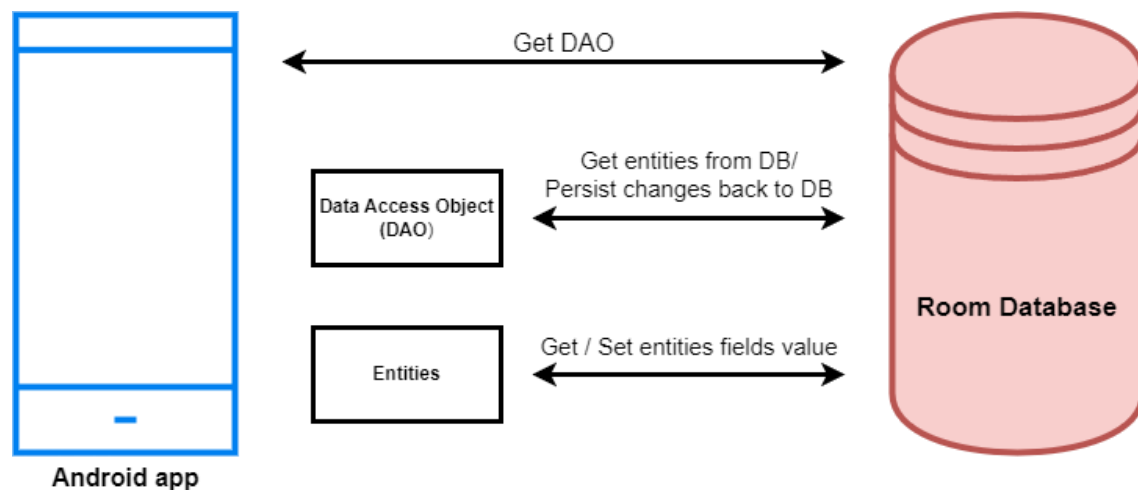 Get DAO
Get entities from DB/
Persist changes back to DB
Data Access Object
(DAO)
Room Database
Get / Set entities fields value
Entities
Android app